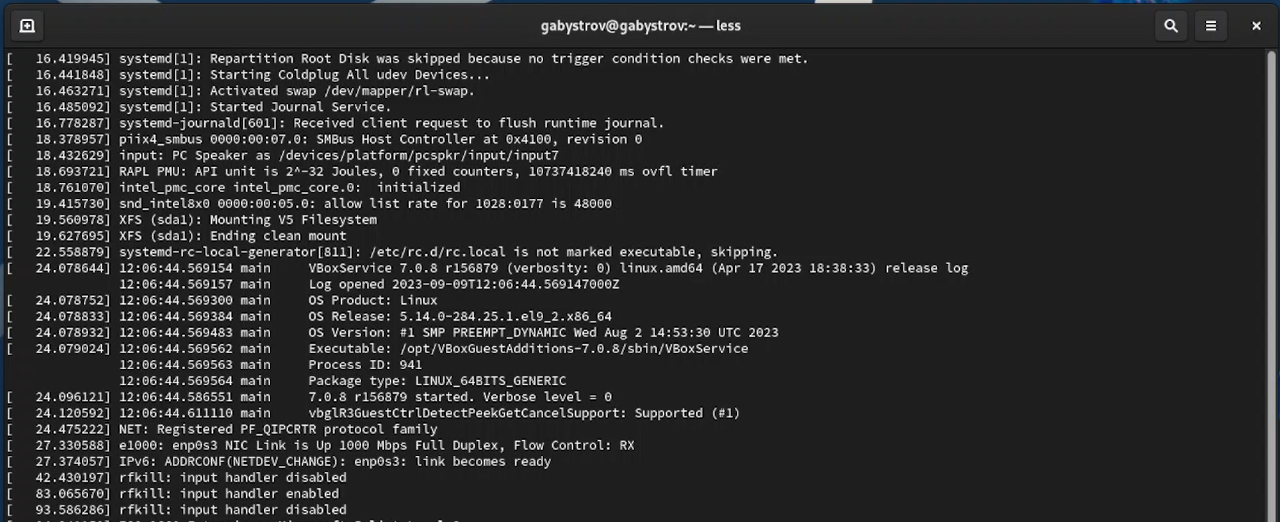 gabystrov@gabystrov:~ — less
[   16.419945] systemd[1]: Repartition Root Disk was skipped because no trigger condition checks were met.
[   16.441848] systemd[1]: Starting Coldplug All udev Devices...
[   16.463271] systemd[1]: Activated swap /dev/mapper/rl-swap.
[   16.485092] systemd[1]: Started Journal Service.
[   16.778287] systemd-journald[601]: Received client request to flush runtime journal.
[   18.378957] piix4_smbus 0000:00:07.0: SMBus Host Controller at 0x4100, revision 0
[   18.432629] input: PC Speaker as /devices/platform/pcspkr/input/input7
[   18.693721] RAPL PMU: API unit is 2^-32 Joules, 0 fixed counters, 10737418240 ms ovfl timer
[   18.761070] intel_pmc_core intel_pmc_core.0:  initialized
[   19.415730] snd_intel8x0 0000:00:05.0: allow list rate for 1028:0177 is 48000
[   19.560978] XFS (sda1): Mounting V5 Filesystem
[   19.627695] XFS (sda1): Ending clean mount
[   22.558879] systemd-rc-local-generator[811]: /etc/rc.d/rc.local is not marked executable, skipping.
[   24.078644] 12:06:44.569154 main     VBoxService 7.0.8 r156879 (verbosity: 0) linux.amd64 (Apr 17 2023 18:38:33) release log
               12:06:44.569157 main     Log opened 2023-09-09T12:06:44.569147000Z
[   24.078752] 12:06:44.569300 main     OS Product: Linux
[   24.078833] 12:06:44.569384 main     OS Release: 5.14.0-284.25.1.el9_2.x86_64
[   24.078932] 12:06:44.569483 main     OS Version: #1 SMP PREEMPT_DYNAMIC Wed Aug 2 14:53:30 UTC 2023
[   24.079024] 12:06:44.569562 main     Executable: /opt/VBoxGuestAdditions-7.0.8/sbin/VBoxService
               12:06:44.569563 main     Process ID: 941
               12:06:44.569564 main     Package type: LINUX_64BITS_GENERIC
[   24.096121] 12:06:44.586551 main     7.0.8 r156879 started. Verbose level = 0
[   24.120592] 12:06:44.611110 main     vbglR3GuestCtrlDetectPeekGetCancelSupport: Supported (#1)
[   24.475222] NET: Registered PF_QIPCRTR protocol family
[   27.330588] e1000: enp0s3 NIC Link is Up 1000 Mbps Full Duplex, Flow Control: RX
[   27.374057] IPv6: ADDRCONF(NETDEV_CHANGE): enp0s3: link becomes ready
[   42.430197] rfkill: input handler disabled
[   83.065670] rfkill: input handler enabled
[   93.586286] rfkill: input handler disabled